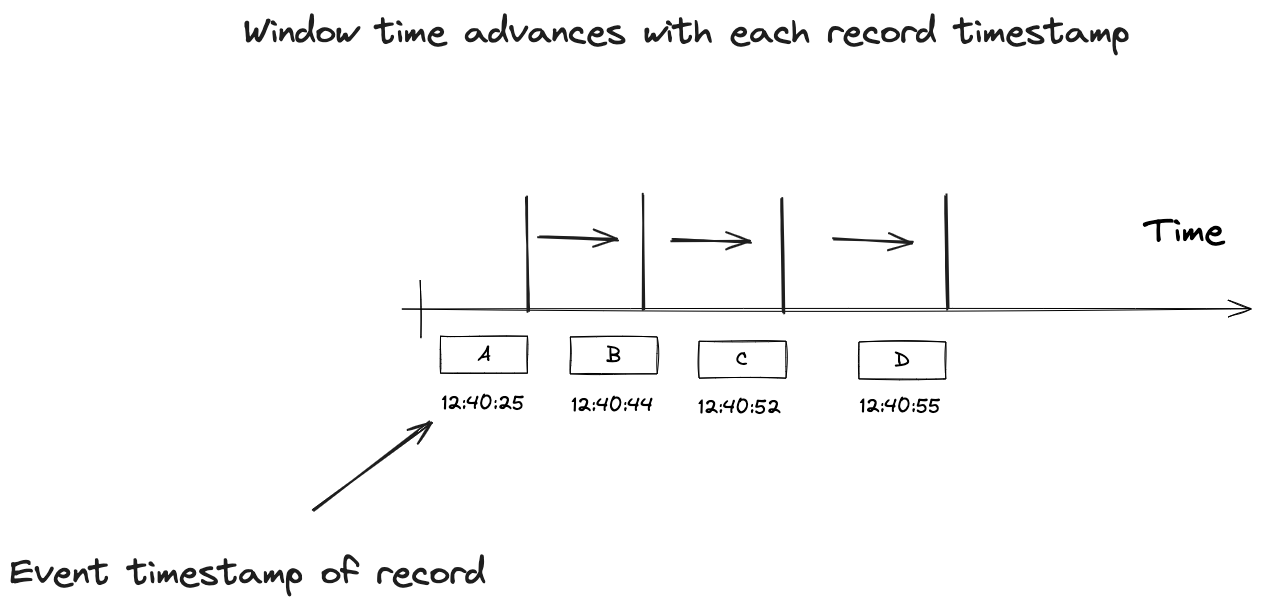 Window time advances with each record timestamp
Time
A
B
C
D
12:40:25
12:40:44
12:40:52
12:40:55
Event timestamp of record